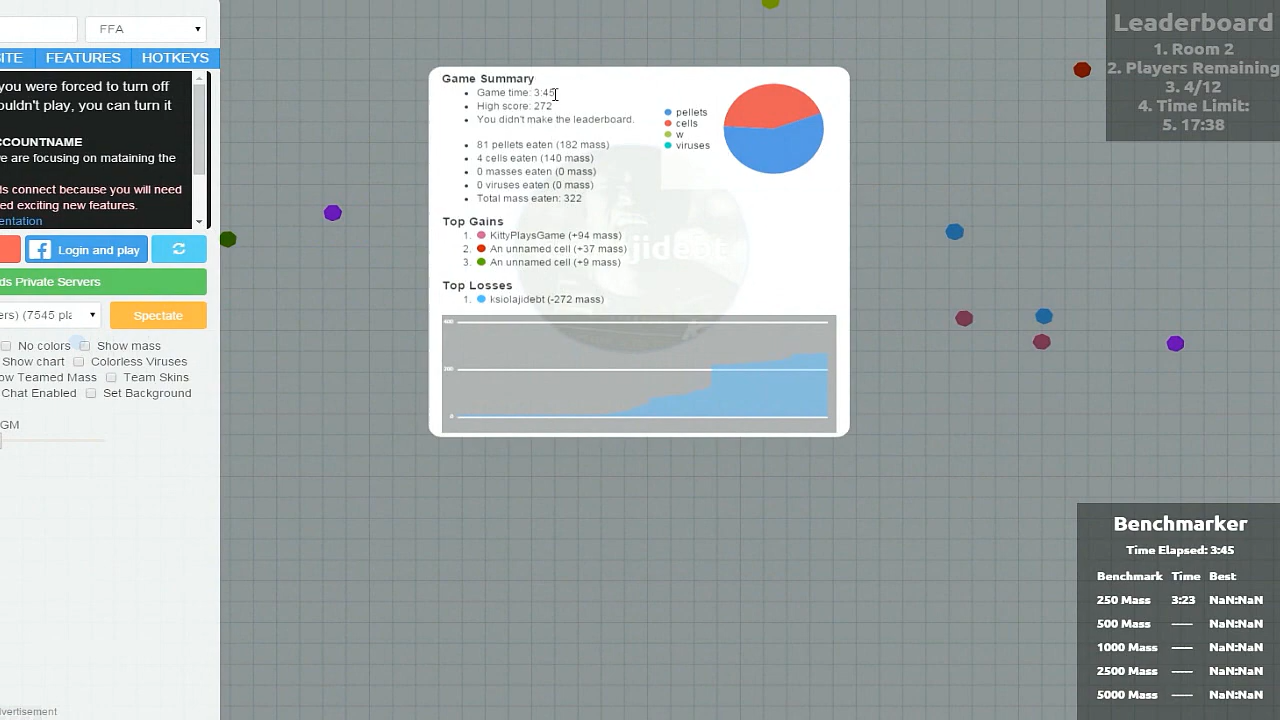 FFA
ITE FEATURES HOTKEYS
you were forced to turn off
ouldn't play, you can turn it
CCOUNTNAME
we are focusing on mataining the
ds connect because you will need
ed exciting new features.
entation
Login and play
ds Private Servers
ers) (7545 pla
Spectate
No colors Show mass
Show chart Colorless Viruses
ow Teamed Mass Team Skins
Chat Enabled Set Background
GM
vertisement
Game Summary
Game time: 3:45
High score: 272
You didn't make the leaderboard.
81 pellets eaten (182 mass)
4 cells eaten (140 mass)
0 masses eaten (0 mass)
0 viruses eaten (0 mass)
Total mass eaten: 322
pellets
cells
w
viruses
Top Gains
1. KittyPlaysGame (+94 mass)
2. An unnamed cell (+37 mass)
3. An unnamed cell (+9 mass)
Top Losses
1. ksiolajidebt (-272 mass)
jidebt
400
200
0
Leaderboard
1. Room 2
2. Players Remaining
3. 4/12
4. Time Limit:
5. 17:38
Benchmarker
Time Elapsed: 3:45
Benchmark Time Best
250 Mass 3:23 NaN:NaN
500 Mass —— NaN:NaN
1000 Mass —— NaN:NaN
2500 Mass —— NaN:NaN
5000 Mass —— NaN:NaN